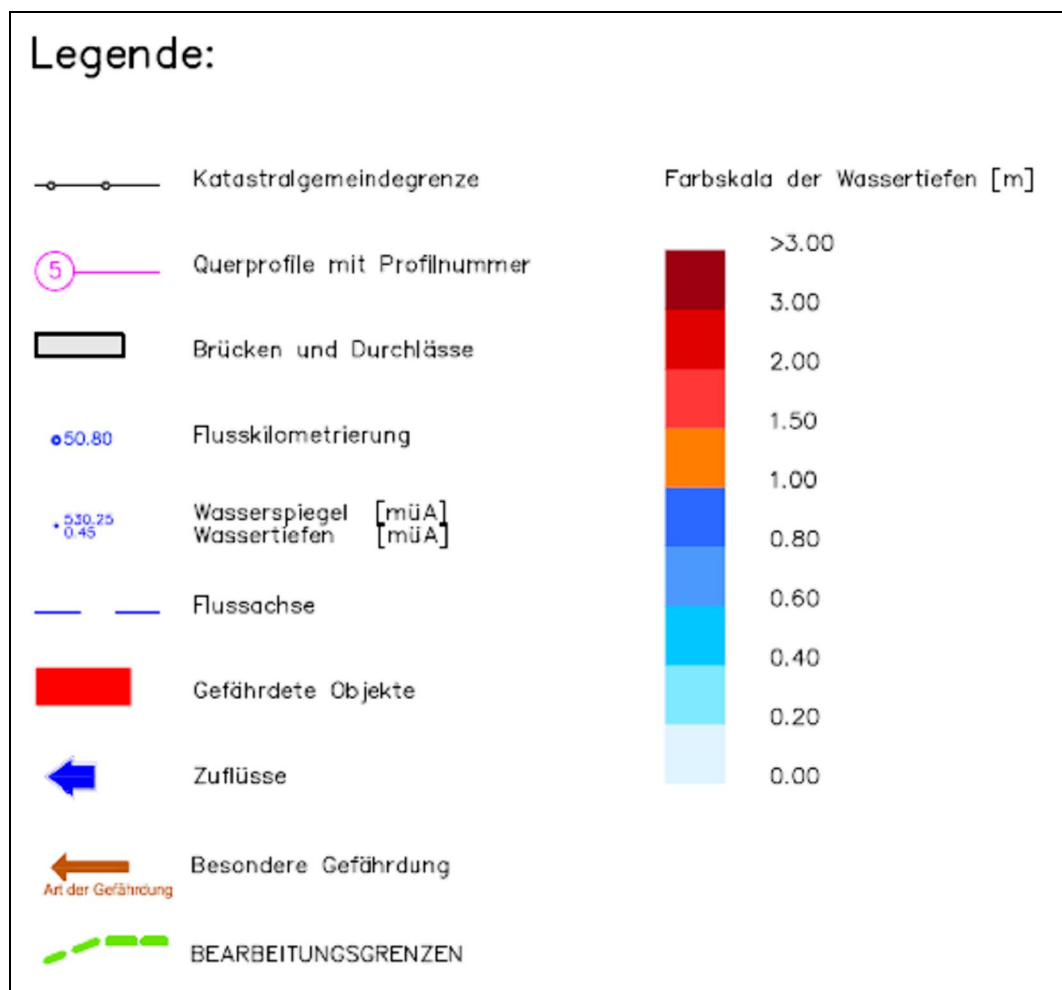 Legende:
Katastralgemeindegrenze
5
Querprofile mit Profilnummer
Brücken und Durchlässe
50.80
Flusskilometrierung
530.25
0.45
Wasserspiegel [müA]
Wassertiefen [müA]
Flussachse
Gefährdete Objekte
Zuflüsse
Besondere Gefährdung
Art der Gefährdung
BEARBEITUNGSGRENZEN
Farbskala der Wassertiefen [m]
>3.00
3.00
2.00
1.50
1.00
0.80
0.60
0.40
0.20
0.00